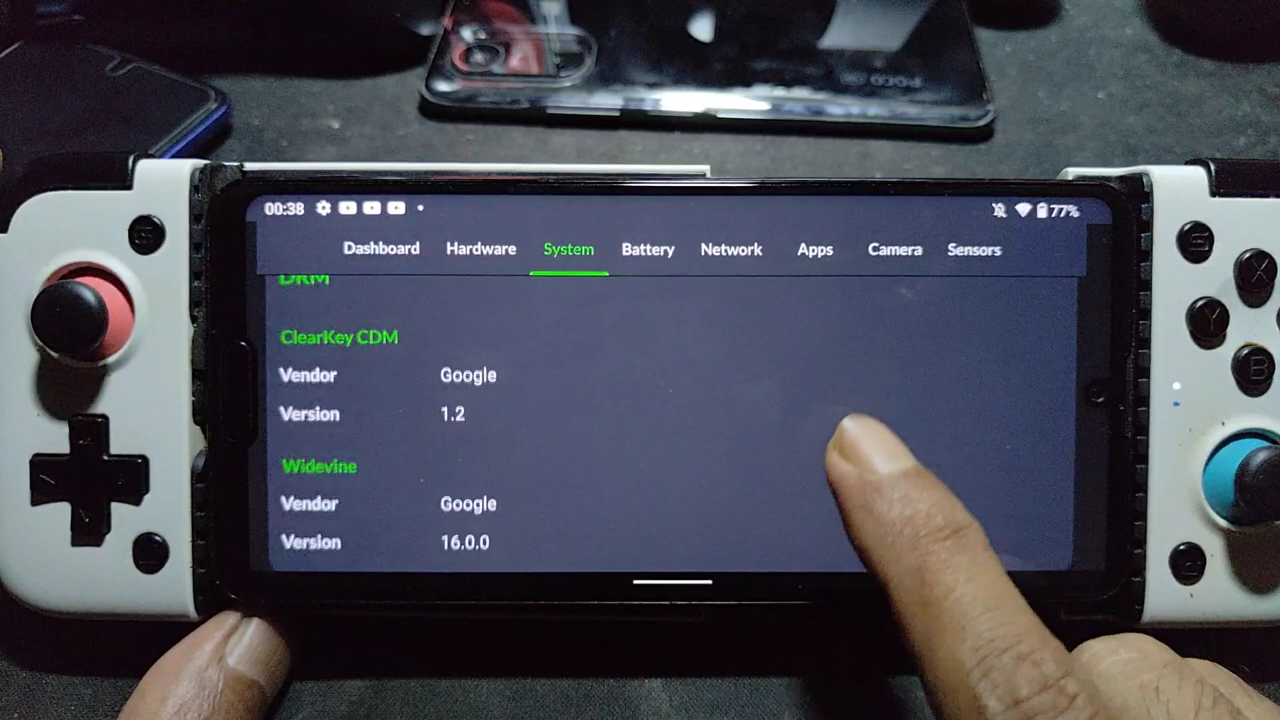 POCO
00:38 77%
Dashboard Hardware System Battery Network Apps Camera Sensors
DRM
ClearKey CDM
Vendor Google
Version 1.2
Widevine
Vendor Google
Version 16.0.0
S
S
X
Y
B